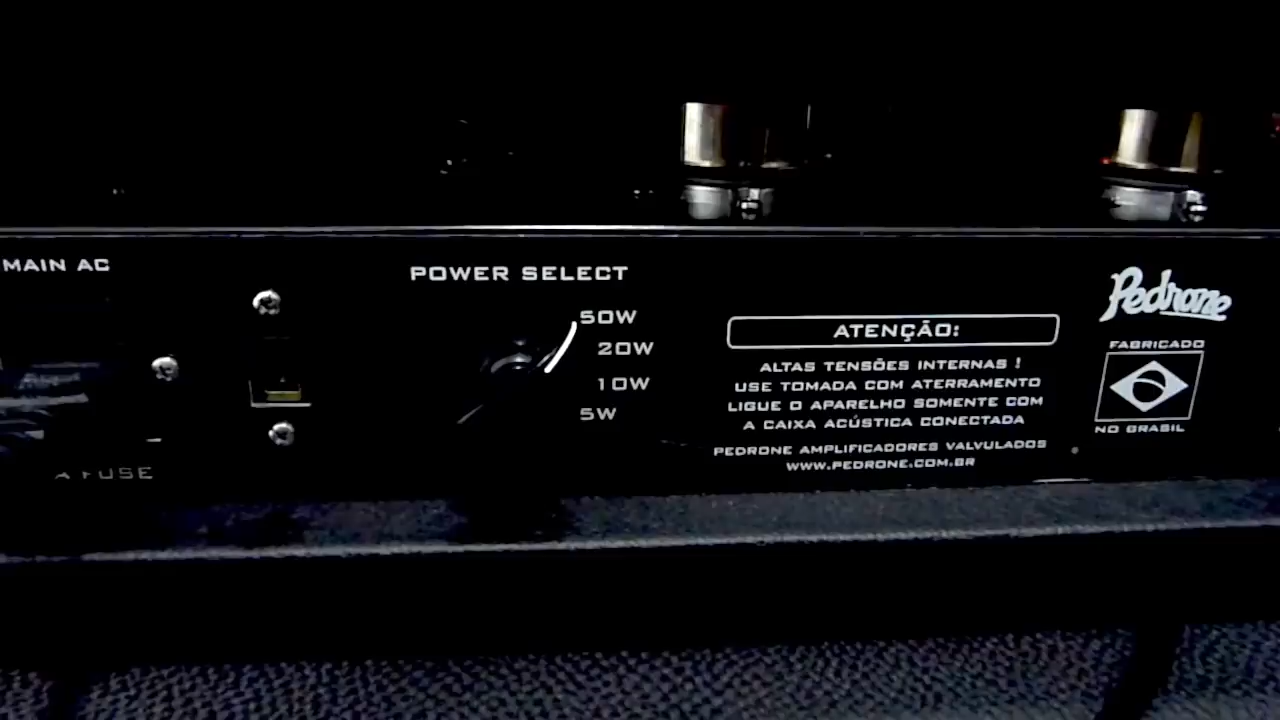 MAIN AC
A FUSE
POWER SELECT
50W
20W
10W
5W
ATENÇÃO:
ALTAS TENSÕES INTERNAS !
USE TOMADA COM ATERRAMENTO
LIGUE O APARELHO SOMENTE COM
A CAIXA ACÚSTICA CONECTADA
PEDRONE AMPLIFICADORES VALVULADOS
WWW.PEDRONE.COM.BR
Pedrone
FABRICADO
NO BRASIL